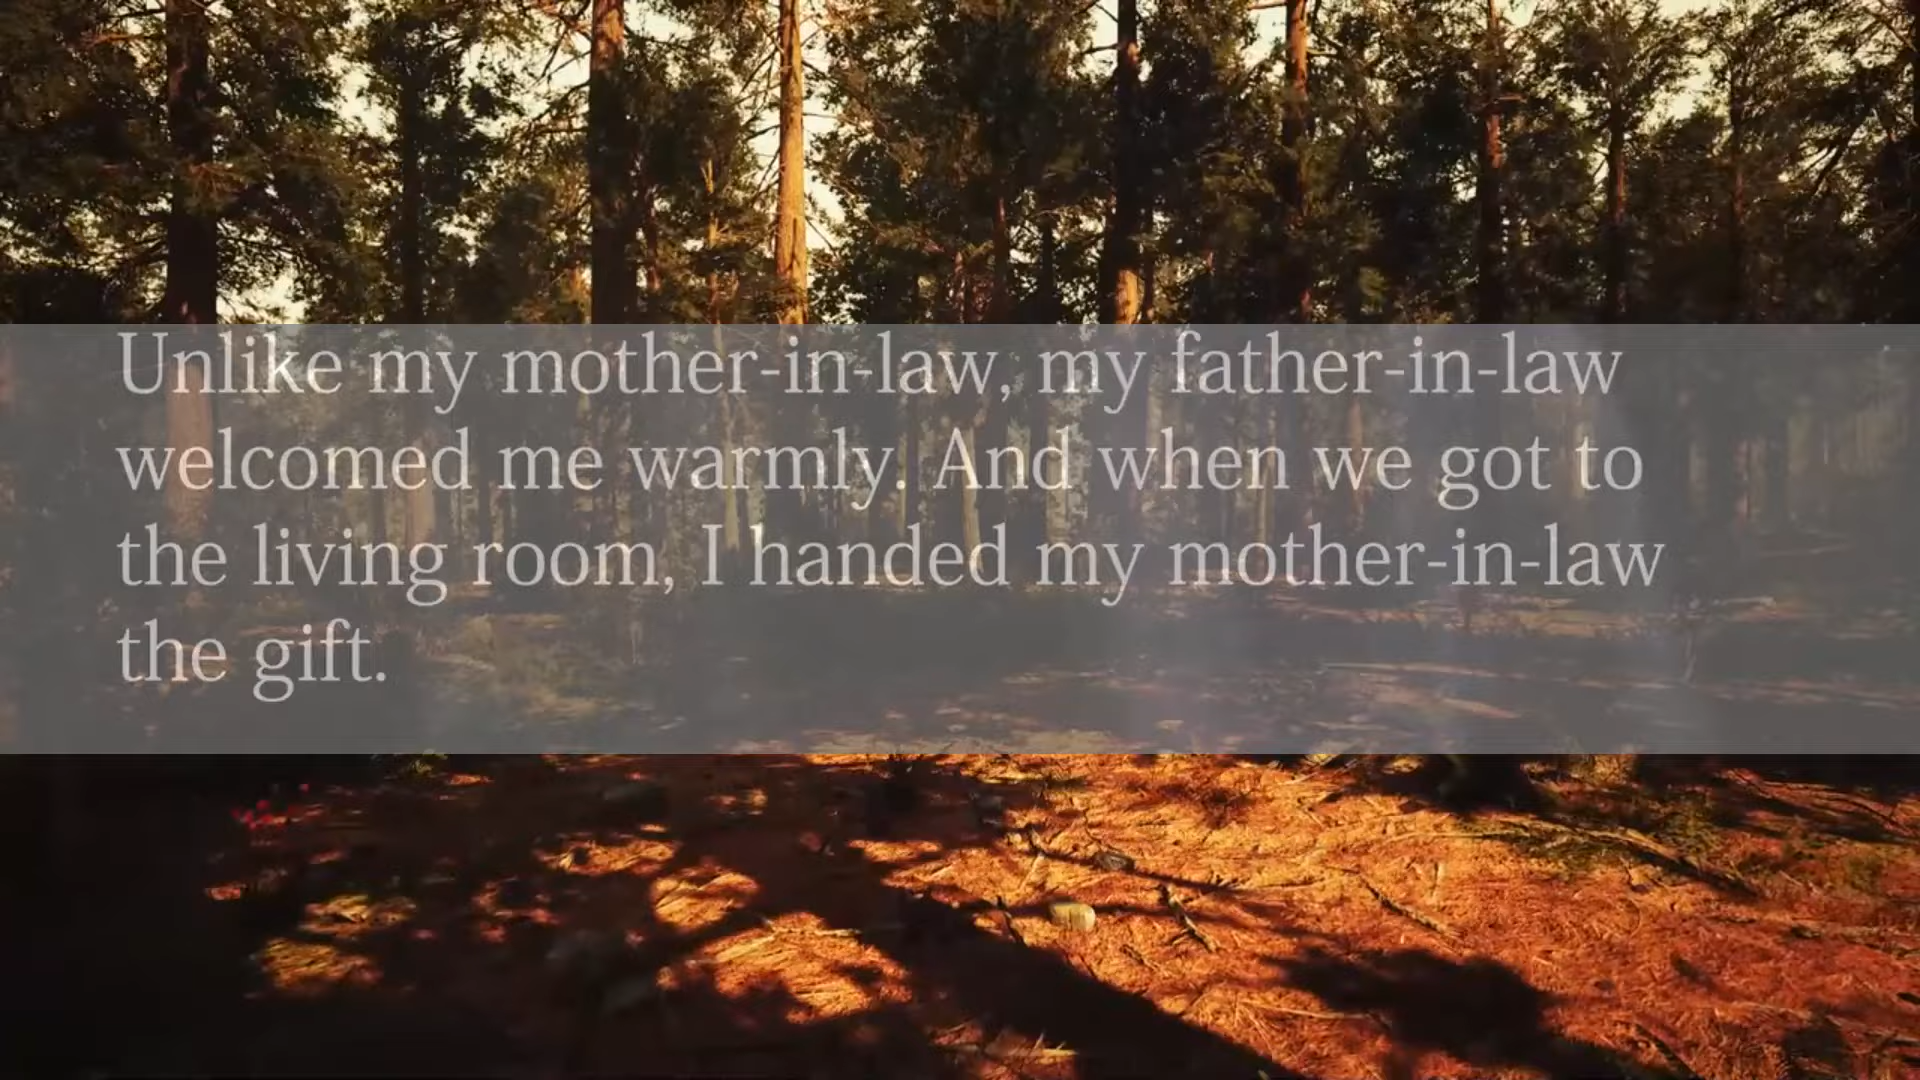 Unlike my mother-in-law, my father-in-law
welcomed me warmly. And when we got to
the living room, I handed my mother-in-law
the gift.